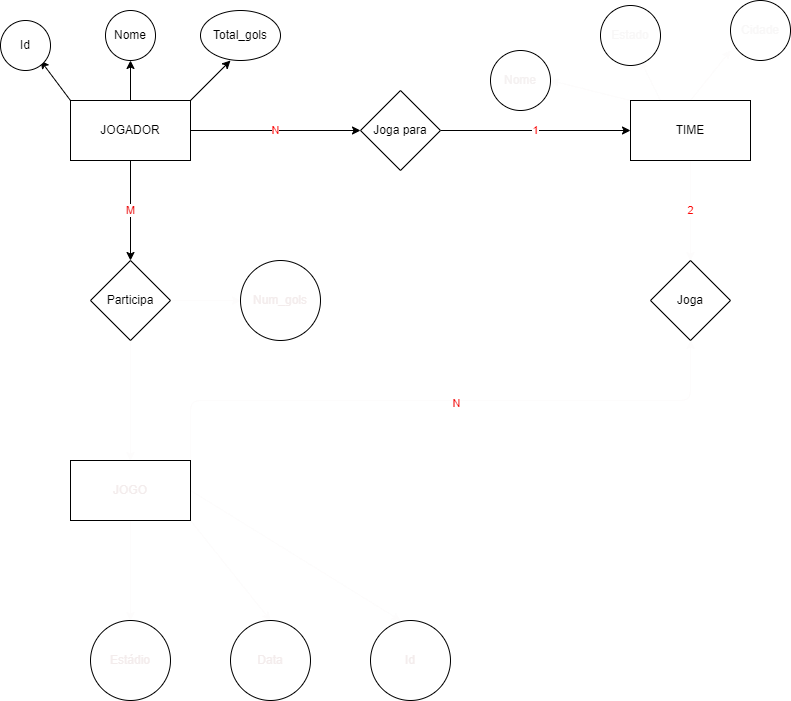 Id
Nome
Total_gols
Nome
Estado
Cidade
JOGADOR
N
Joga para
1
TIME
M
2
Participa
Num_gols
Joga
N
JOGO
Estádio
Data
Id